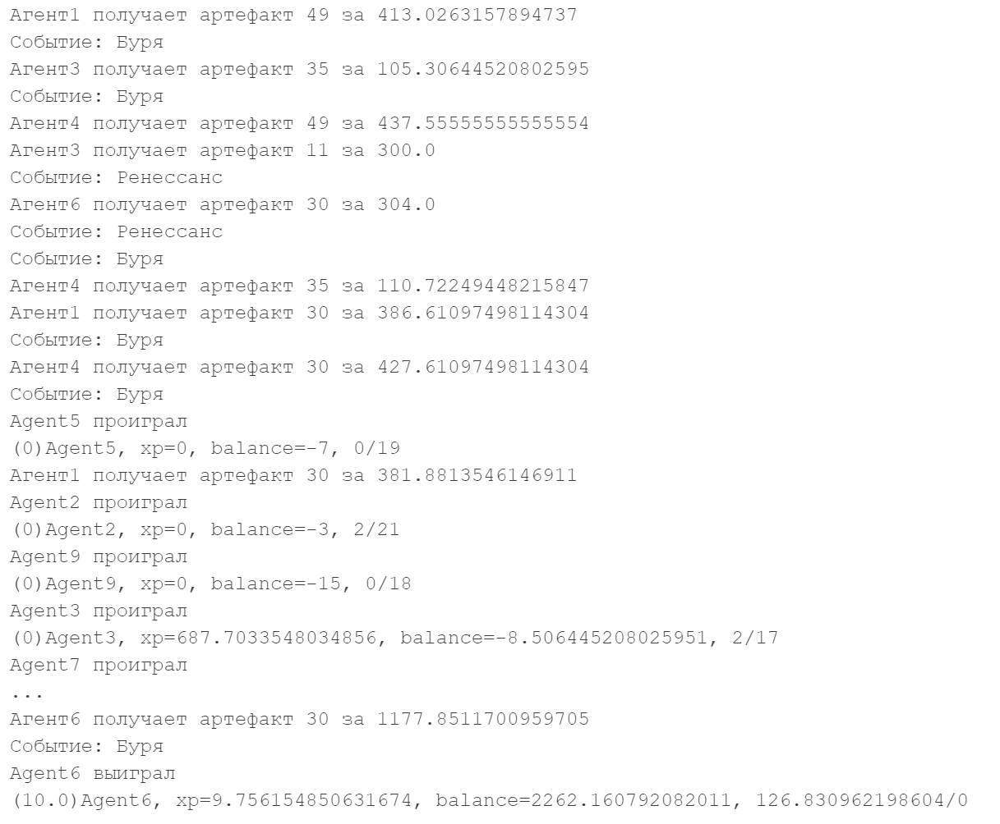 Агент1 получает артефакт 49 за 413.0263157894737
Событие: Буря
Агент3 получает артефакт 35 за 105.30644520802595
Событие: Буря
Агент4 получает артефакт 49 за 437.55555555555554
Агент3 получает артефакт 11 за 300.0
Событие: Ренессанс
Агент6 получает артефакт 30 за 304.0
Событие: Ренессанс
Событие: Буря
Агент4 получает артефакт 35 за 110.72249448215847
Агент1 получает артефакт 30 за 386.61097498114304
Событие: Буря
Агент4 получает артефакт 30 за 427.61097498114304
Событие: Буря
Agent5 проиграл
(0)Agent5, xp=0, balance=-7, 0/19
Агент1 получает артефакт 30 за 381.8813546146911
Agent2 проиграл
(0)Agent2, xp=0, balance=-3, 2/21
Agent9 проиграл
(0)Agent9, xp=0, balance=-15, 0/18
Agent3 проиграл
(0)Agent3, xp=687.7033548034856, balance=-8.506445208025951, 2/17
Agent7 проиграл
...
Агент6 получает артефакт 30 за 1177.8511700959705
Событие: Буря
Agent6 выиграл
(10.0)Agent6, xp=9.756154850631674, balance=2262.160792082011, 126.830962198604/0